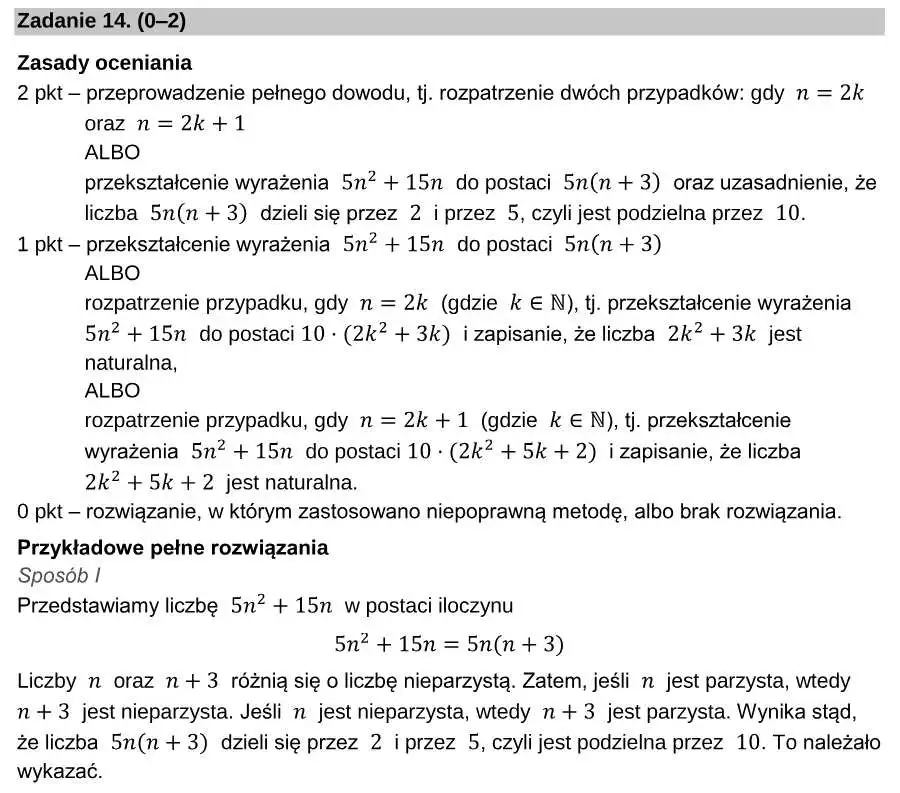 Zadanie 14. (0–2)
Zasady oceniania
2 pkt – przeprowadzenie pełnego dowodu, tj. rozpatrzenie dwóch przypadków: gdy n = 2k
oraz n = 2k + 1
ALBO
przekształcenie wyrażenia 5n² + 15n do postaci 5n(n + 3) oraz uzasadnienie, że
liczba 5n(n + 3) dzieli się przez 2 i przez 5, czyli jest podzielna przez 10.
1 pkt – przekształcenie wyrażenia 5n² + 15n do postaci 5n(n + 3)
ALBO
rozpatrzenie przypadku, gdy n = 2k (gdzie k ∈ ℕ), tj. przekształcenie wyrażenia
5n² + 15n do postaci 10 · (2k² + 3k) i zapisanie, że liczba 2k² + 3k jest
naturalna,
ALBO
rozpatrzenie przypadku, gdy n = 2k + 1 (gdzie k ∈ ℕ), tj. przekształcenie
wyrażenia 5n² + 15n do postaci 10 · (2k² + 5k + 2) i zapisanie, że liczba
2k² + 5k + 2 jest naturalna.
0 pkt – rozwiązanie, w którym zastosowano niepoprawną metodę, albo brak rozwiązania.
Przykładowe pełne rozwiązania
Sposób I
Przedstawiamy liczbę 5n² + 15n w postaci iloczynu
5n² + 15n = 5n(n + 3)
Liczby n oraz n + 3 różnią się o liczbę nieparzystą. Zatem, jeśli n jest parzysta, wtedy
n + 3 jest nieparzysta. Jeśli n jest nieparzysta, wtedy n + 3 jest parzysta. Wynika stąd,
że liczba 5n(n + 3) dzieli się przez 2 i przez 5, czyli jest podzielna przez 10. To należało
wykazać.